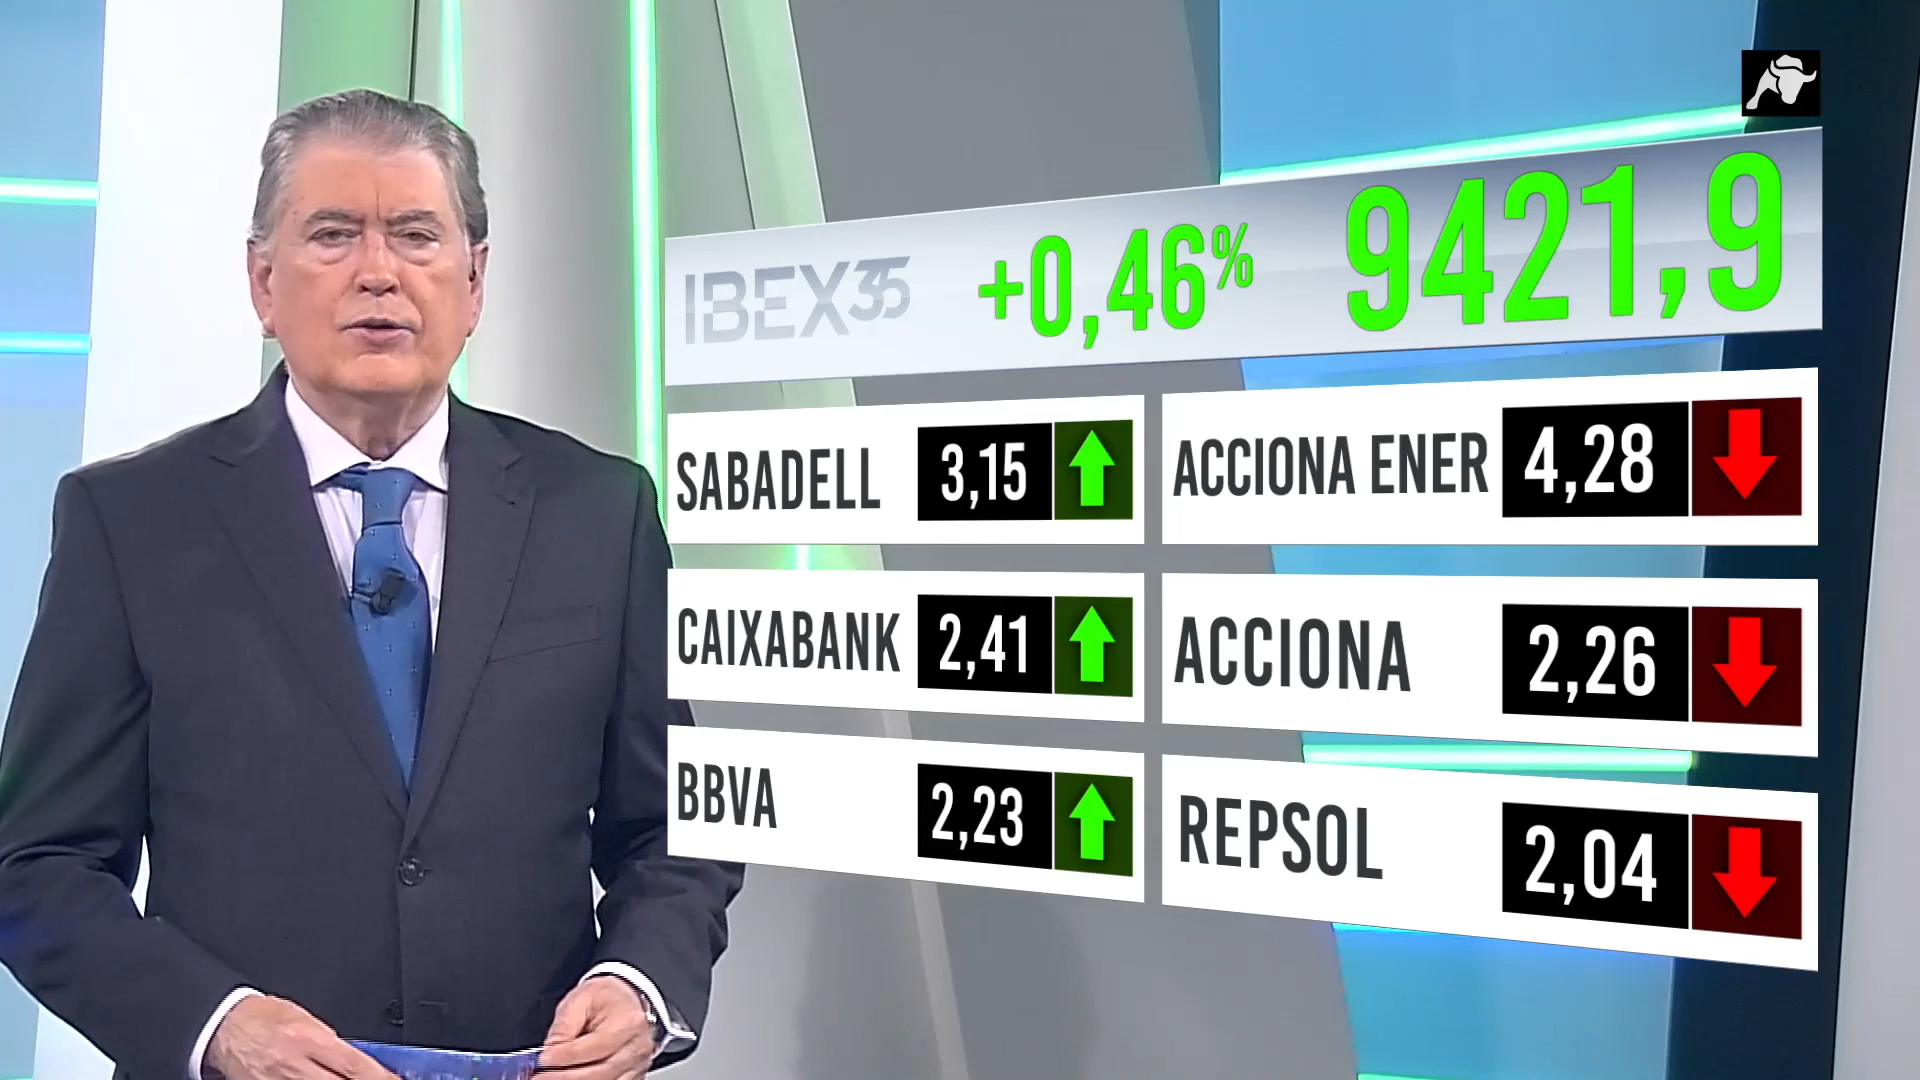 IBEX35 +0,46% 9421,9
SABADELL 3,15
ACCIONA ENER 4,28
CAIXABANK 2,41
ACCIONA 2,26
BBVA 2,23
REPSOL 2,04